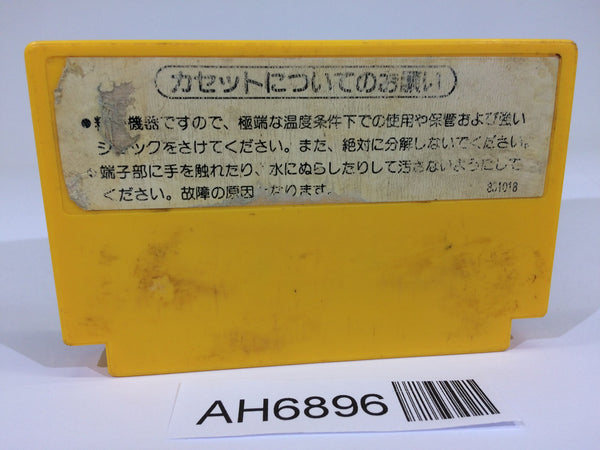 カセットについてのお願い
●精 機器ですので、極端な温度条件下での使用や保管および強い
ショックをさけてください。また、絶対に分解しないでください。
端子部に手を触れたり、水にぬらしたりして汚さないようにして
ください。故障の原因となります。
AH6896